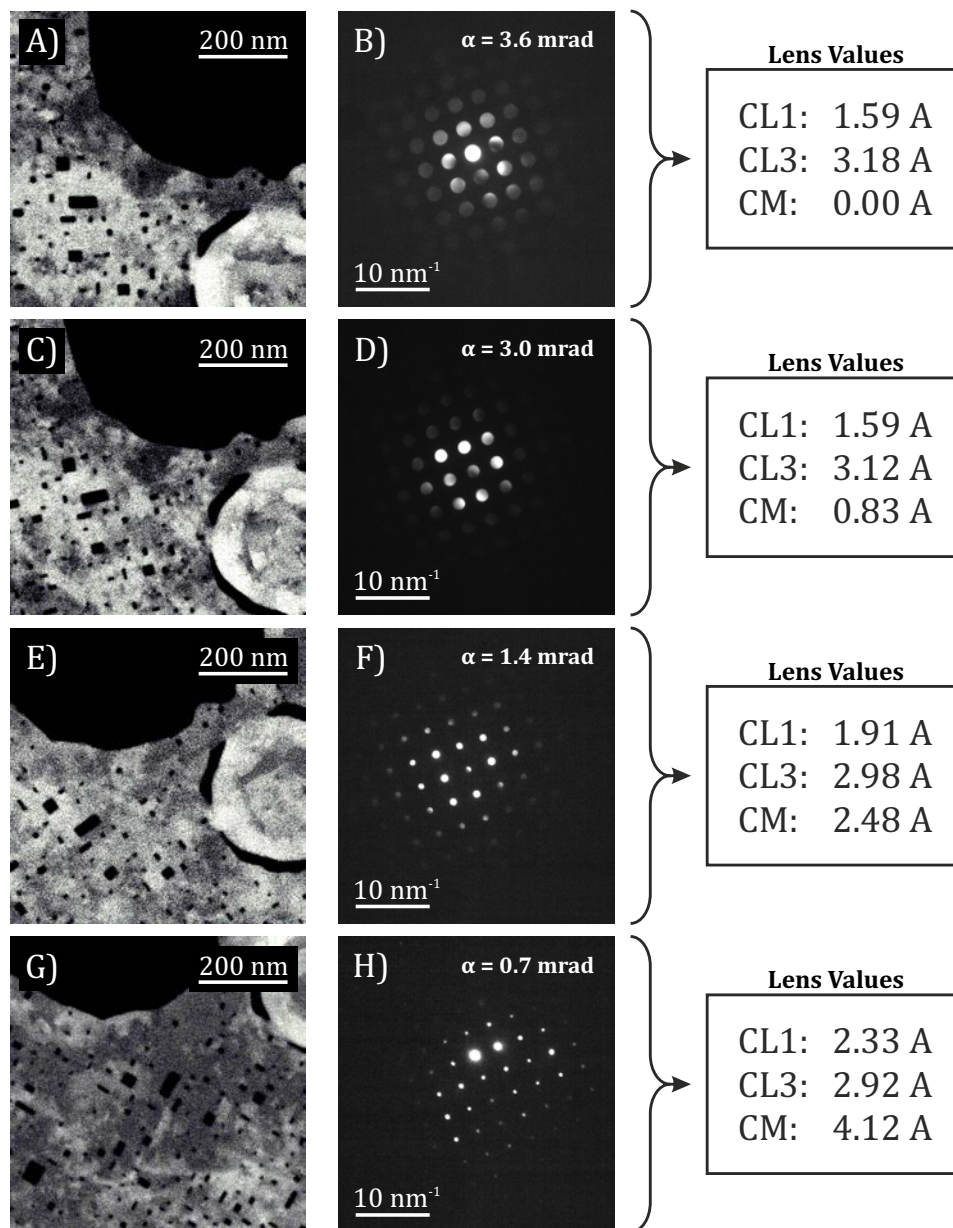 A)
200 nm
B)
α = 3.6 mrad
10 nm⁻¹
Lens Values
CL1: 1.59 A
CL3: 3.18 A
CM: 0.00 A
C)
200 nm
D)
α = 3.0 mrad
10 nm⁻¹
Lens Values
CL1: 1.59 A
CL3: 3.12 A
CM: 0.83 A
E)
200 nm
F)
α = 1.4 mrad
10 nm⁻¹
Lens Values
CL1: 1.91 A
CL3: 2.98 A
CM: 2.48 A
G)
200 nm
H)
α = 0.7 mrad
10 nm⁻¹
Lens Values
CL1: 2.33 A
CL3: 2.92 A
CM: 4.12 A